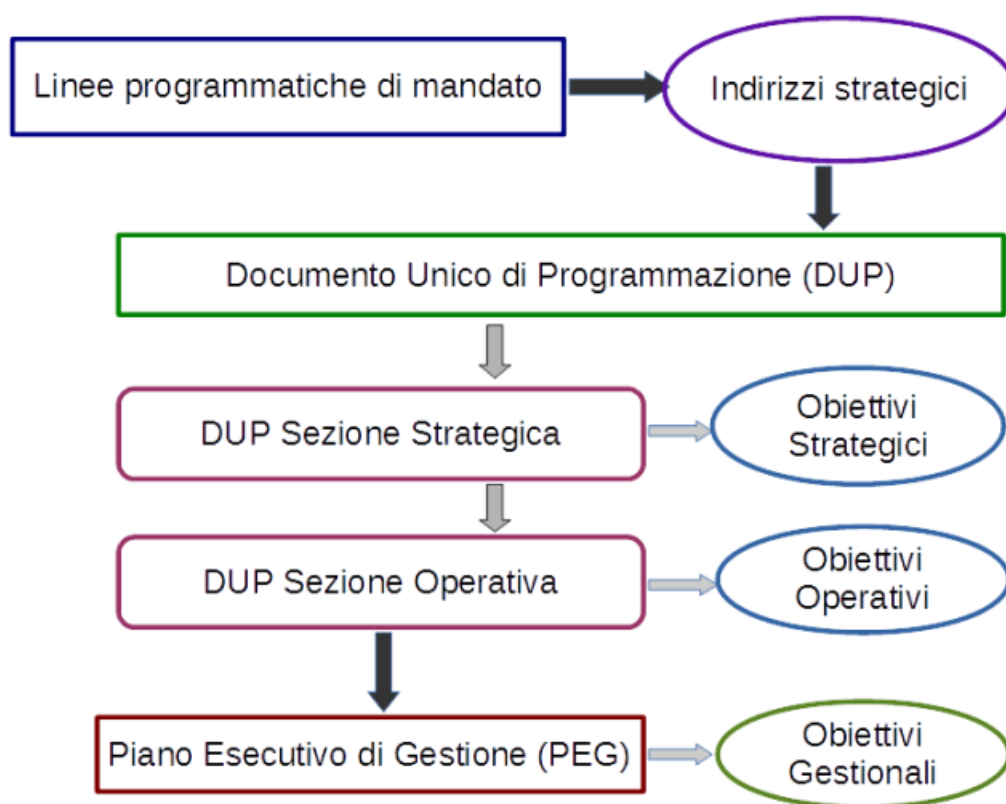 Linee programmatiche di mandato
Indirizzi strategici
Documento Unico di Programmazione (DUP)
DUP Sezione Strategica
Obiettivi
Strategici
DUP Sezione Operativa
Obiettivi
Operativi
Piano Esecutivo di Gestione (PEG)
Obiettivi
Gestionali